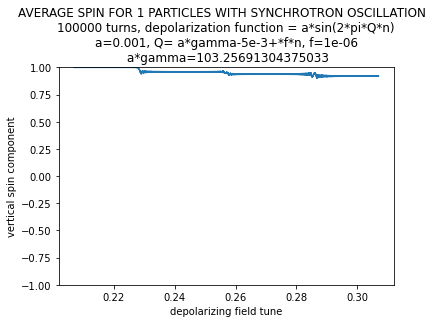 AVERAGE SPIN FOR 1 PARTICLES WITH SYNCHROTRON OSCILLATION
100000 turns, depolarization function = a*sin(2*pi*Q*n)
a=0.001, Q= a*gamma-5e-3+*f*n, f=1e-06
a*gamma=103.25691304375033
1.00
0.75
0.50
0.25
0.00
−0.25
−0.50
−0.75
−1.00
vertical spin component
0.22
0.24
0.26
0.28
0.30
depolarizing field tune